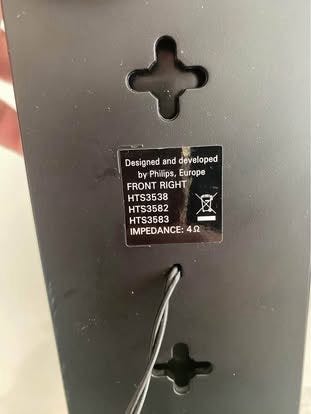 Designed and developed
by Philips, Europe
FRONT RIGHT
HTS3538
HTS3582
HTS3583
IMPEDANCE: 4Ω